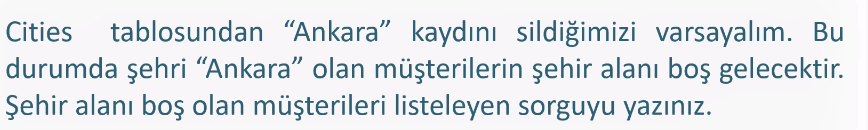 Cities tablosundan “Ankara” kaydını sildiğimizi varsayalım. Bu
durumda şehri “Ankara” olan müşterilerin şehir alanı boş gelecektir.
Şehir alanı boş olan müşterileri listeleyen sorguyu yazınız.